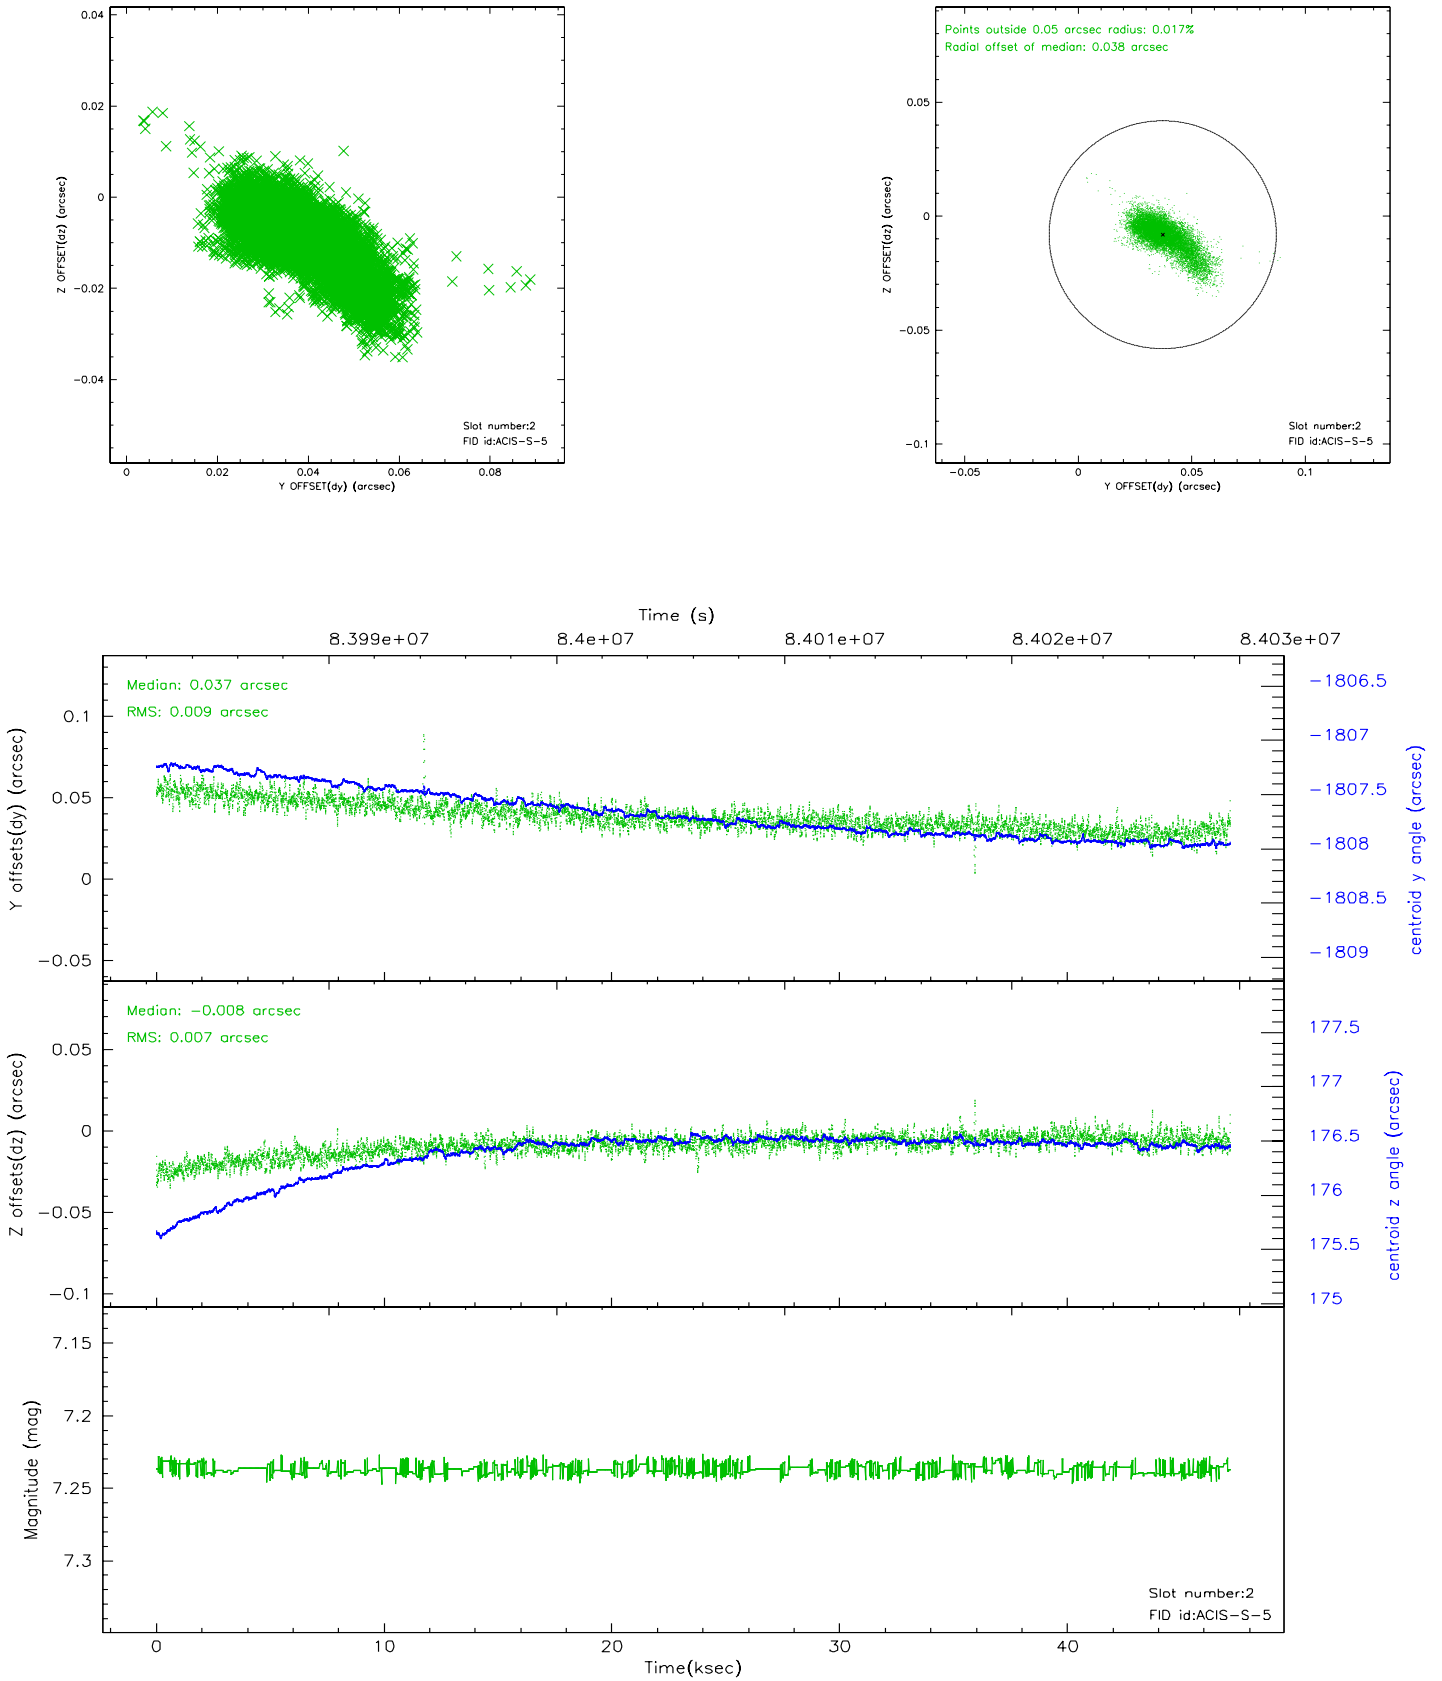 0.04
0.02
0
−0.02
−0.04
Z OFFSET(dz) (arcsec)
Slot number:2
FID id:ACIS−S−5
0
0.02
0.04
0.06
0.08
Y OFFSET(dy) (arcsec)
Points outside 0.05 arcsec radius: 0.017%
Radial offset of median: 0.038 arcsec
0.05
0
−0.05
−0.1
Z OFFSET(dz) (arcsec)
Slot number:2
FID id:ACIS−S−5
−0.05
0
0.05
0.1
Y OFFSET(dy) (arcsec)
Time (s)
8.399e+07
8.4e+07
8.401e+07
8.402e+07
8.403e+07
Median: 0.037 arcsec
RMS: 0.009 arcsec
0.1
0.05
0
−0.05
Y offsets(dy) (arcsec)
−1806.5
−1807
−1807.5
−1808
−1808.5
−1809
centroid y angle (arcsec)
Median: −0.008 arcsec
RMS: 0.007 arcsec
0.05
0
−0.05
−0.1
Z offsets(dz) (arcsec)
177.5
177
176.5
176
175.5
175
centroid z angle (arcsec)
7.15
7.2
7.25
7.3
Magnitude (mag)
Slot number:2
FID id:ACIS−S−5
0
10
20
30
40
Time(ksec)